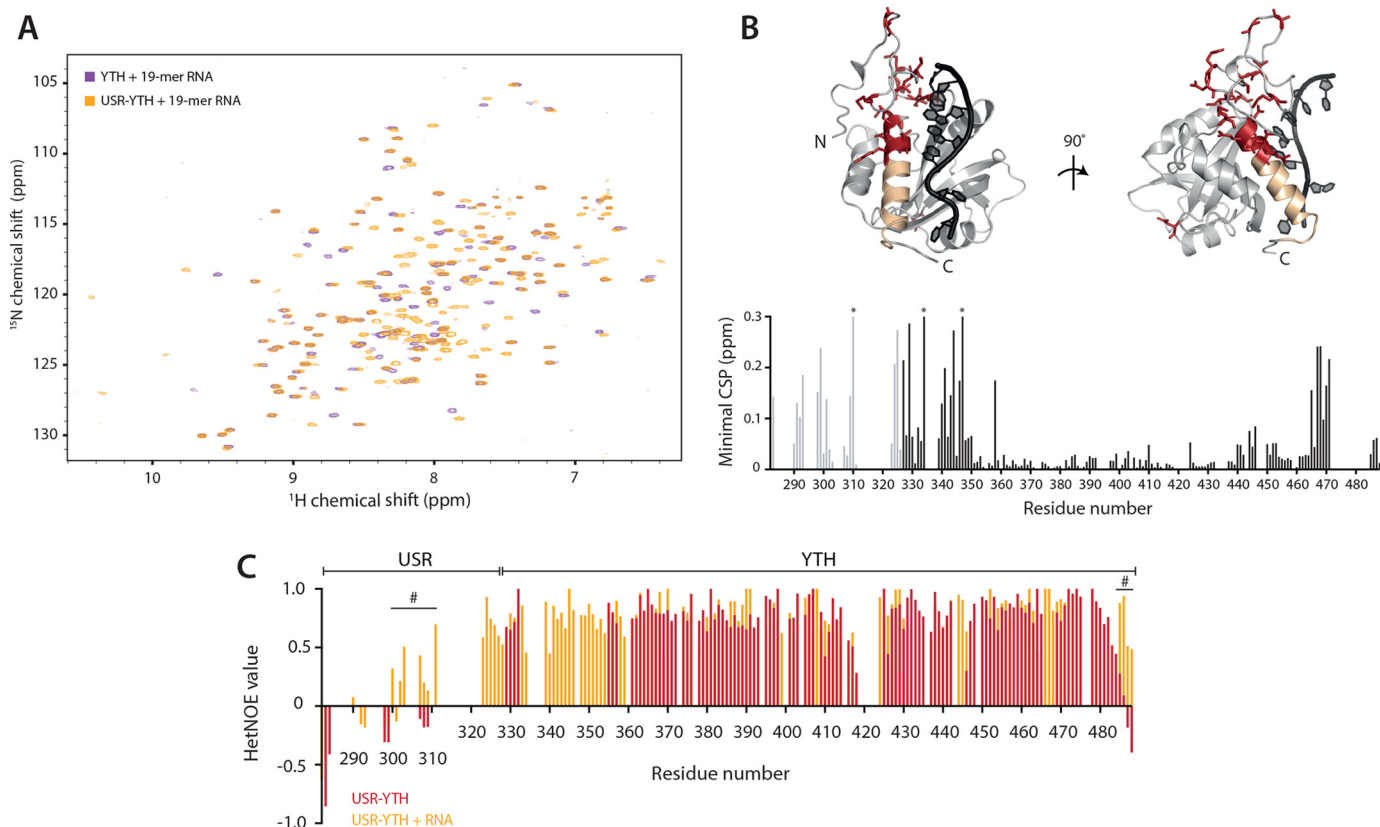 A
YTH + 19-mer RNA
USR-YTH + 19-mer RNA
105
110
115
120
125
130
15N chemical shift (ppm)
10
9
8
7
1H chemical shift (ppm)
B
N
C
90°
C
0.3
0.2
0.1
0
Minimal CSP (ppm)
* * *
290 300 310 320 330 340 350 360 370 380 390 400 410 420 430 440 450 460 470 480
Residue number
C
USR
YTH
#
#
1.0
0.5
0
-0.5
-1.0
HetNOE value
290 300 310 320 330 340 350 360 370 380 390 400 410 420 430 440 450 460 470 480
Residue number
USR-YTH
USR-YTH + RNA